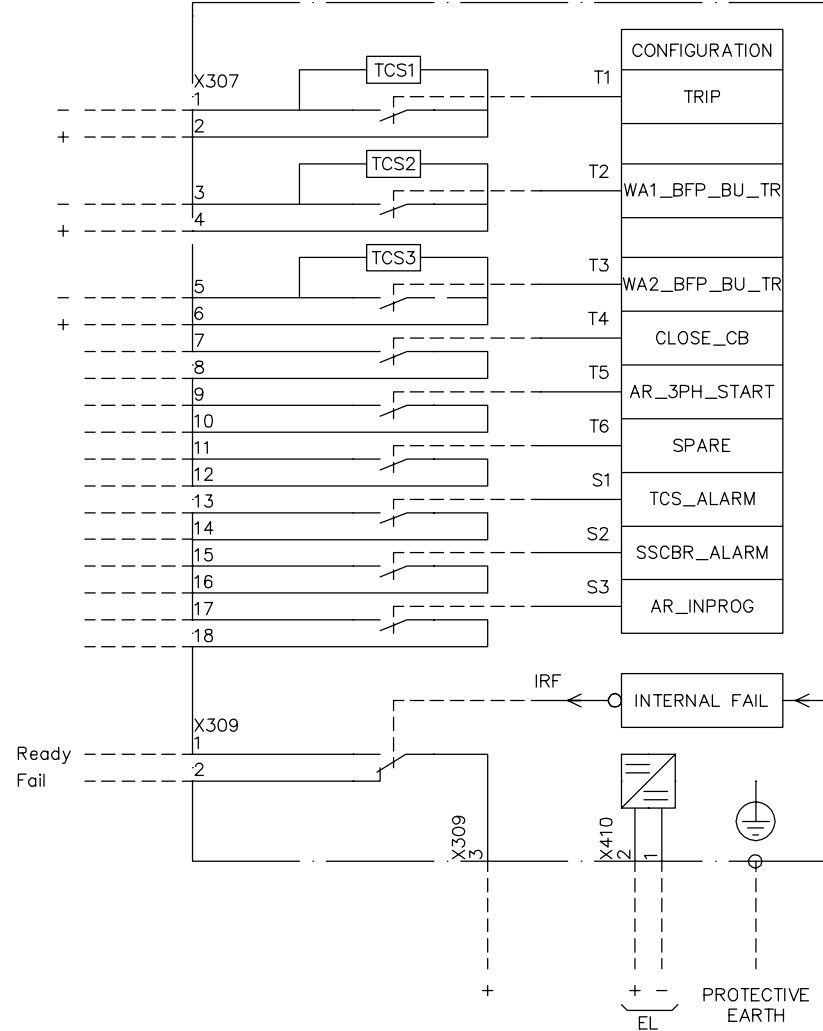 CONFIGURATION
TCS1
X307
T1
1
TRIP
−
2
+
TCS2
T2
3
WA1_BFP_BU_TR
−
4
+
TCS3
T3
5
WA2_BFP_BU_TR
−
6
+
T4
7
CLOSE_CB
8
T5
9
AR_3PH_START
10
T6
11
SPARE
12
S1
13
TCS_ALARM
14
S2
15
SSCBR_ALARM
16
S3
17
AR_INPROG
18
IRF
INTERNAL FAIL
X309
1
Ready
2
Fail
X309
3
X410
2
1
+
+ −
EL
PROTECTIVE
EARTH